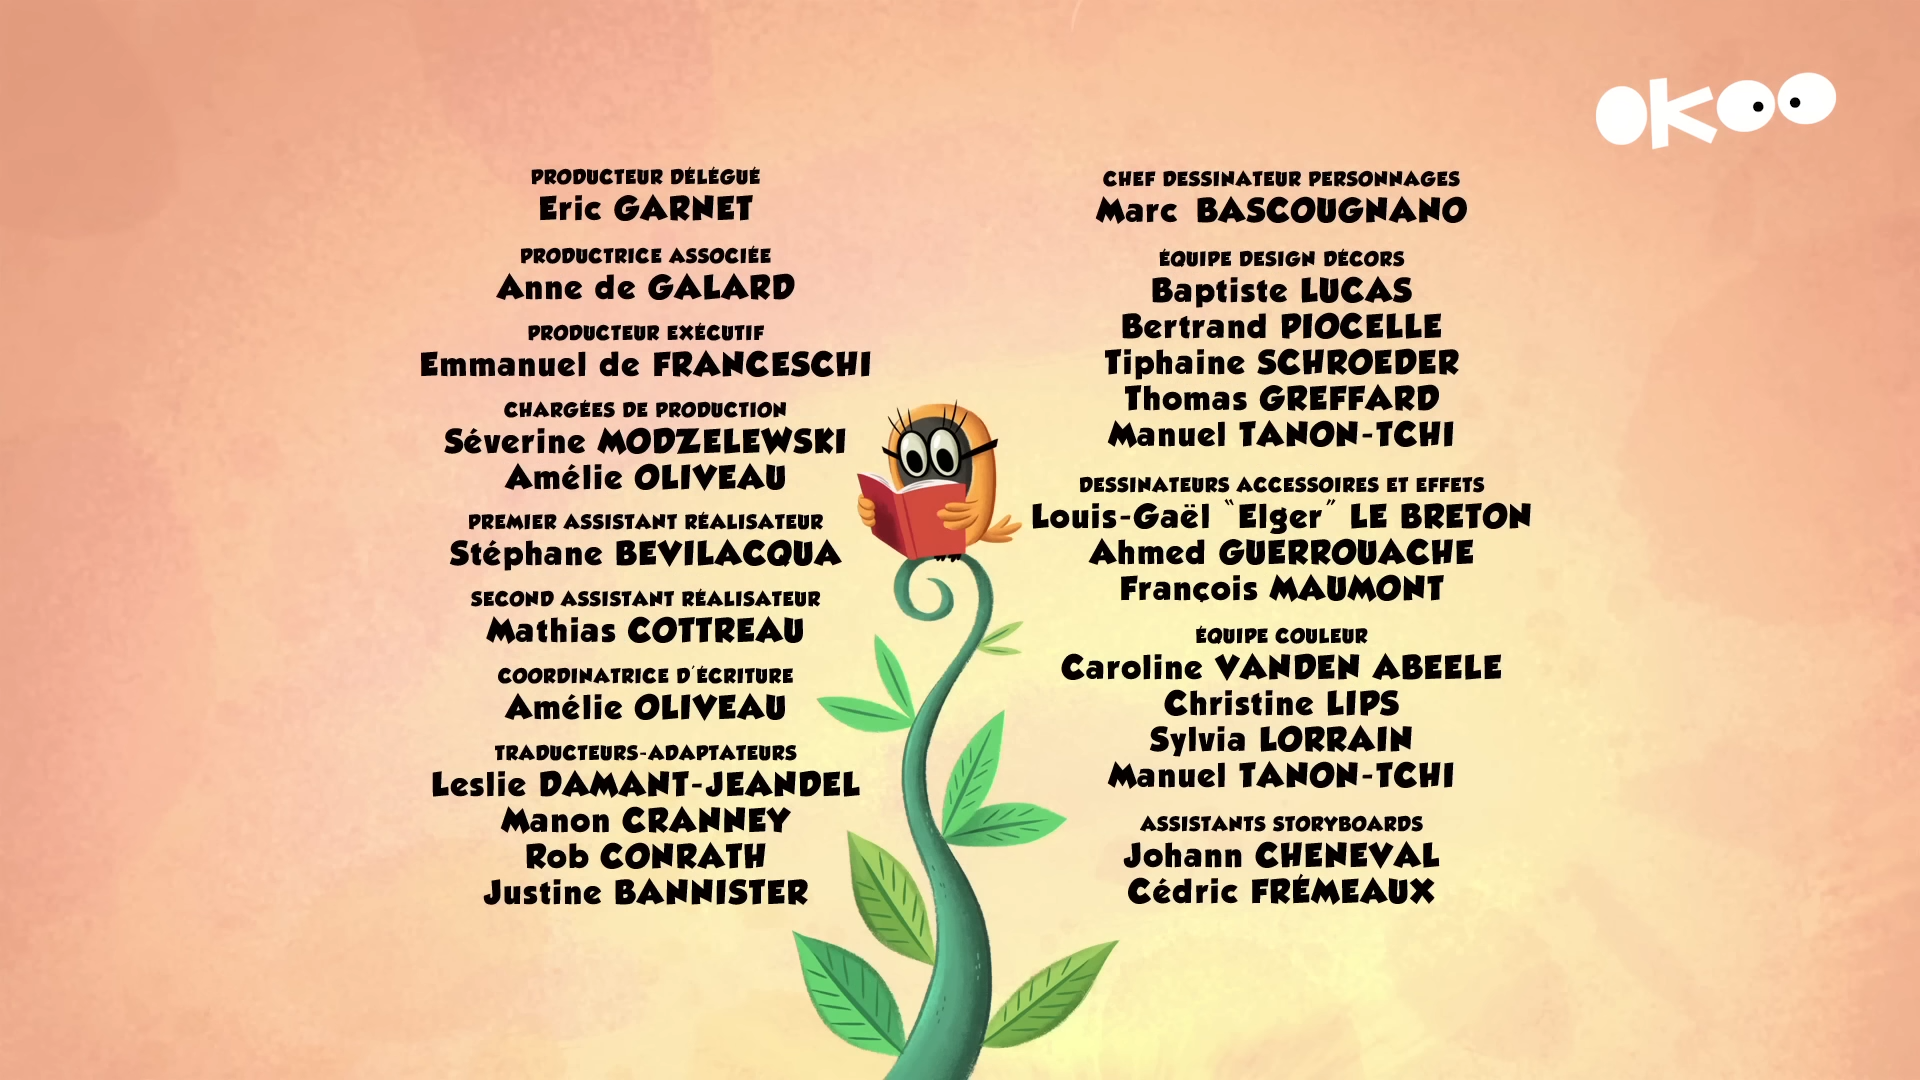 OKOO
PRODUCTEUR DÉLÉGUÉ
Eric GARNET
PRODUCTRICE ASSOCIÉE
Anne de GALARD
PRODUCTEUR EXÉCUTIF
Emmanuel de FRANCESCHI
CHARGÉES DE PRODUCTION
Séverine MODZELEWSKI
Amélie OLIVEAU
PREMIER ASSISTANT RÉALISATEUR
Stéphane BEVILACQUA
SECOND ASSISTANT RÉALISATEUR
Mathias COTTREAU
COORDINATRICE D'ÉCRITURE
Amélie OLIVEAU
TRADUCTEURS-ADAPTATEURS
Leslie DAMANT-JEANDEL
Manon CRANNEY
Rob CONRATH
Justine BANNISTER
CHEF DESSINATEUR PERSONNAGES
Marc BASCOUGNANO
ÉQUIPE DESIGN DÉCORS
Baptiste LUCAS
Bertrand PIOCELLE
Tiphaine SCHROEDER
Thomas GREFFARD
Manuel TANON-TCHI
DESSINATEURS ACCESSOIRES ET EFFETS
Louis-Gaël "Elger" LE BRETON
Ahmed GUERROUACHE
François MAUMONT
ÉQUIPE COULEUR
Caroline VANDEN ABEELE
Christine LIPS
Sylvia LORRAIN
Manuel TANON-TCHI
ASSISTANTS STORYBOARDS
Johann CHENEVAL
Cédric FRÉMEAUX